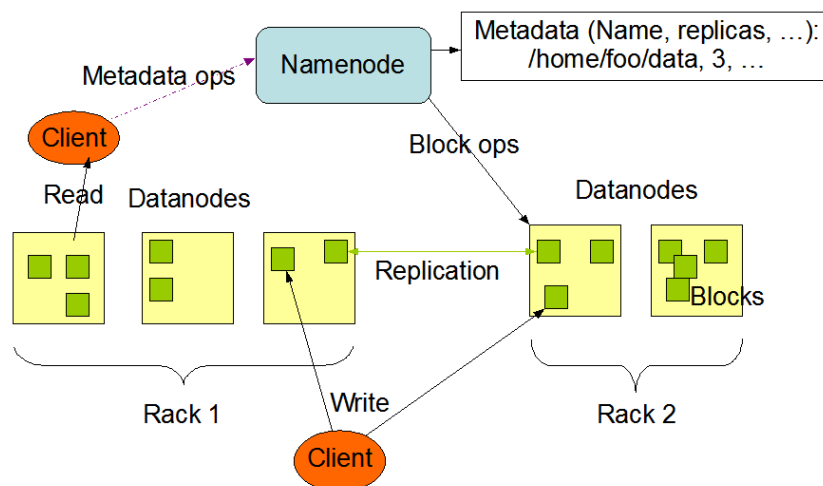 Metadata (Name, replicas, …):
/home/foo/data, 3, …
Namenode
Metadata ops
Client
Block ops
Read
Datanodes
Datanodes
Replication
Blocks
Rack 1
Write
Rack 2
Client